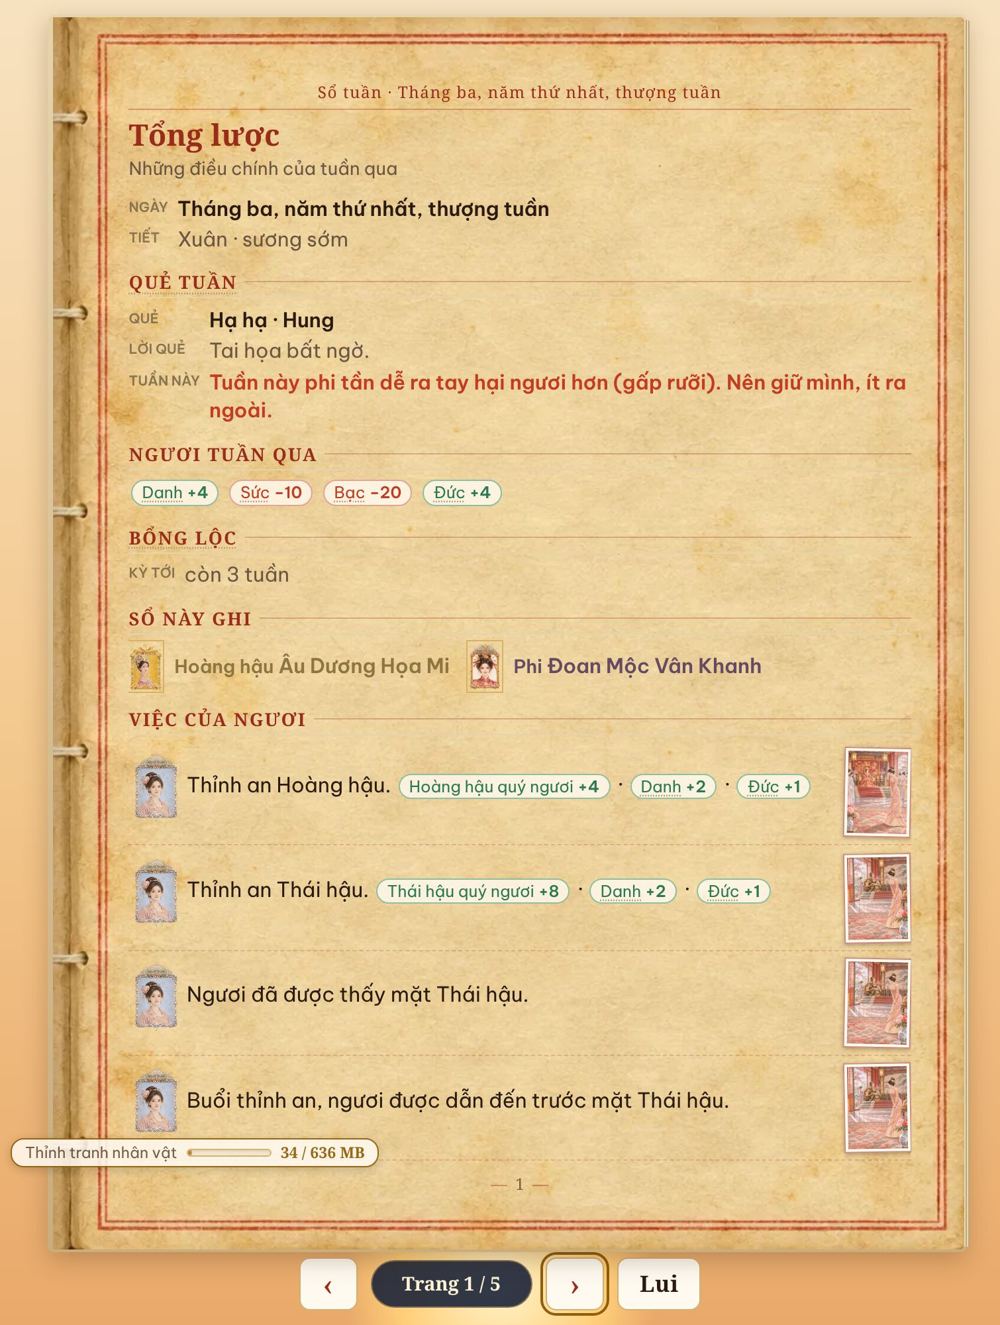 Sổ tuần · Tháng ba, năm thứ nhất, thượng tuần
Tổng lược
Những điều chính của tuần qua
NGÀY Tháng ba, năm thứ nhất, thượng tuần
TIẾT Xuân · sương sớm
QUẺ TUẦN
QUẺ Hạ hạ · Hung
LỜI QUẺ Tai họa bất ngờ.
TUẦN NÀY Tuần này phi tần dễ ra tay hại ngươi hơn (gấp rưỡi). Nên giữ mình, ít ra
ngoài.
NGƯƠI TUẦN QUA
Danh +4 Sức −10 Bạc −20 Đức +4
BỔNG LỘC
KỲ TỚI còn 3 tuần
SỔ NÀY GHI
Hoàng hậu Âu Dương Họa Mi Phi Đoan Mộc Vân Khanh
VIỆC CỦA NGƯƠI
Thỉnh an Hoàng hậu. Hoàng hậu quý ngươi +4 · Danh +2 · Đức +1
Thỉnh an Thái hậu. Thái hậu quý ngươi +8 · Danh +2 · Đức +1
Ngươi đã được thấy mặt Thái hậu.
Buổi thỉnh an, ngươi được dẫn đến trước mặt Thái hậu.
Thỉnh tranh nhân vật 34 / 636 MB
— 1 —
‹ Trang 1 / 5 › Lui